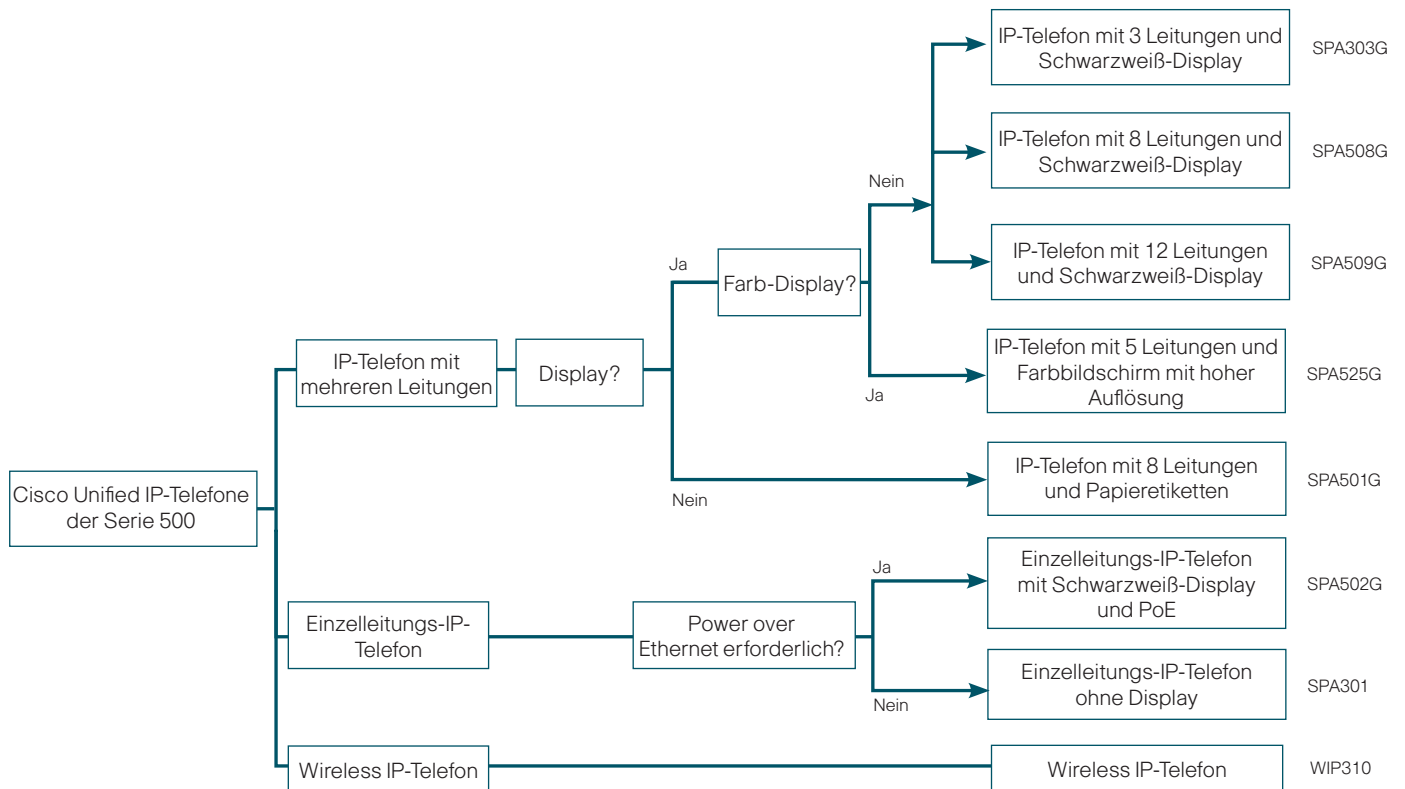 IP-Telefon mit 3 Leitungen und
Schwarzweiß-Display
SPA303G
IP-Telefon mit 8 Leitungen und
Schwarzweiß-Display
SPA508G
Nein
IP-Telefon mit 12 Leitungen
und Schwarzweiß-Display
SPA509G
Ja
Farb-Display?
IP-Telefon mit
mehreren Leitungen
Display?
IP-Telefon mit 5 Leitungen und
Farbbildschirm mit hoher
Auflösung
SPA525G
Ja
IP-Telefon mit 8 Leitungen
und Papieretiketten
SPA501G
Nein
Cisco Unified IP-Telefone
der Serie 500
Ja
Einzelleitungs-IP-Telefon
mit Schwarzweiß-Display
und PoE
SPA502G
Einzelleitungs-IP-
Telefon
Power over
Ethernet erforderlich?
Einzelleitungs-IP-Telefon
ohne Display
SPA301
Nein
Wireless IP-Telefon
Wireless IP-Telefon
WIP310